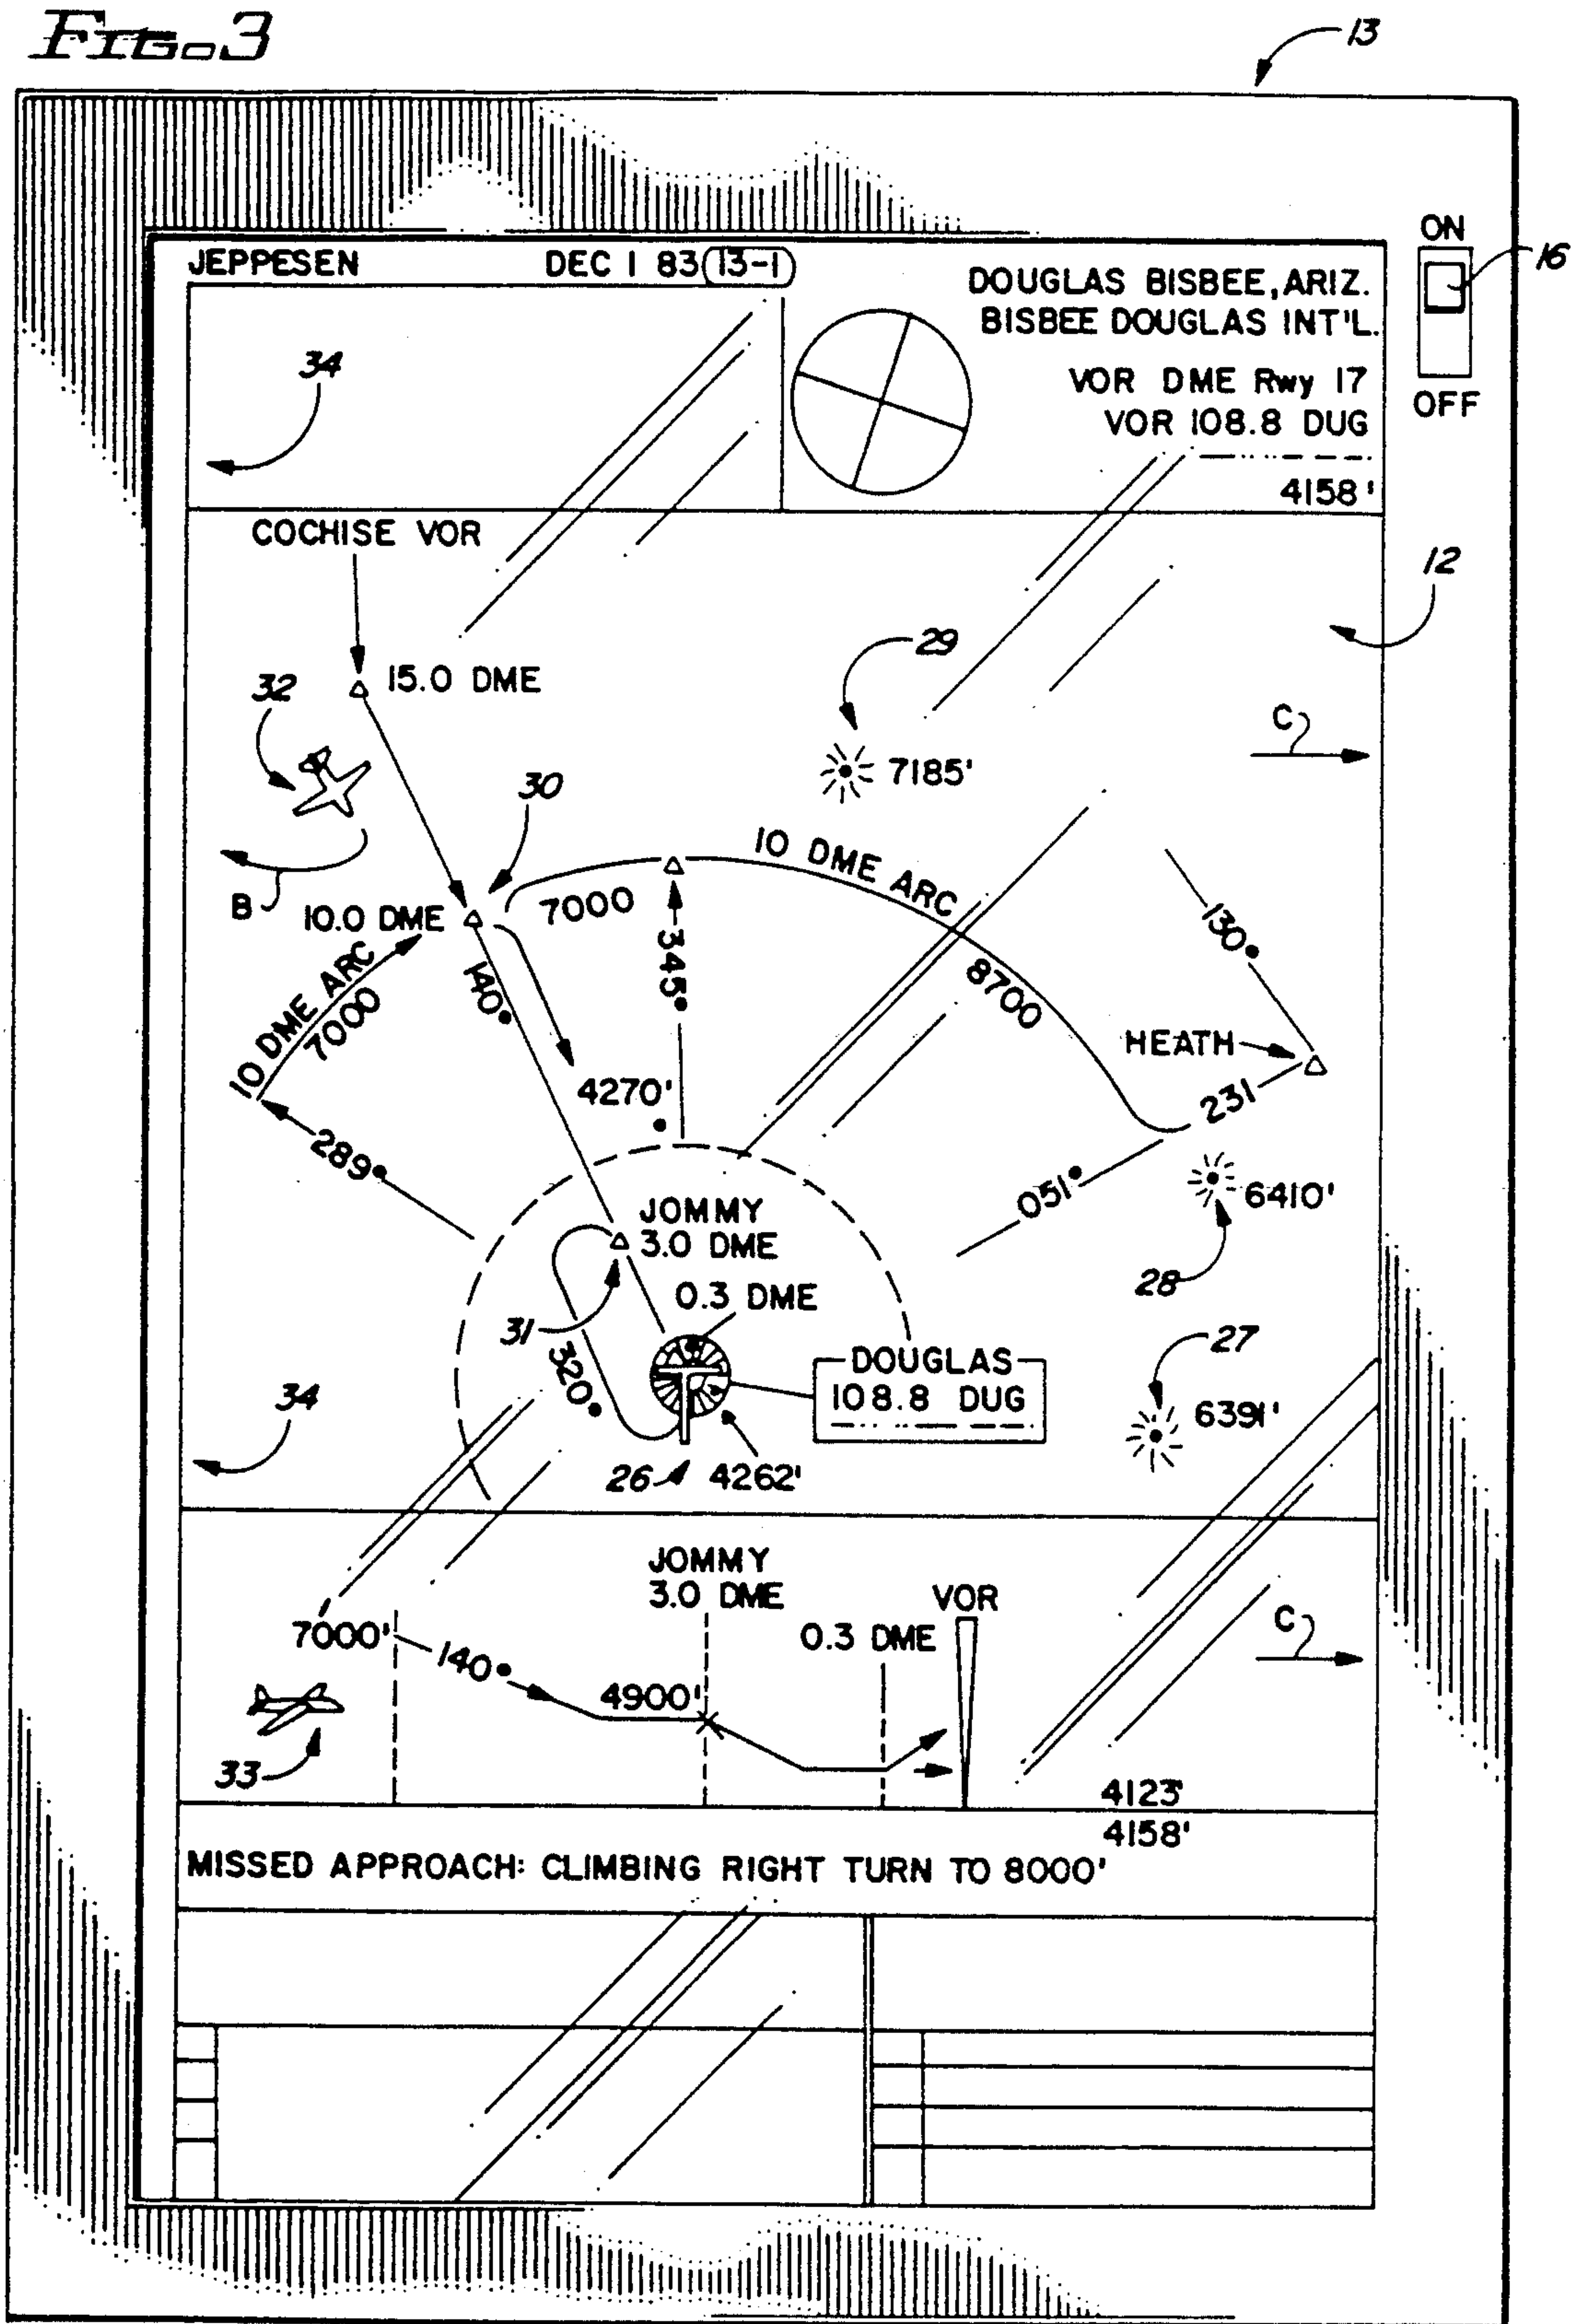 FIG. 3
13
JEPPESEN DEC 1 83 (13-1)
DOUGLAS BISBEE, ARIZ.
BISBEE DOUGLAS INT'L.
VOR DME Rwy 17
VOR 108.8 DUG
4158'
ON
16
OFF
34
COCHISE VOR
12
29
15.0 DME
32
C
7185'
30
10 DME ARC
B
10.0 DME
7000
130°
10 DME ARC
7000
140°
345°
8700
HEATH
4270'
231
289°
051°
6410'
JOMMY
3.0 DME
28
0.3 DME
31
27
320°
DOUGLAS
108.8 DUG
34
6391'
26
4262'
JOMMY
3.0 DME
VOR
7000'
0.3 DME
C
140°
4900'
33
4123'
4158'
MISSED APPROACH: CLIMBING RIGHT TURN TO 8000'